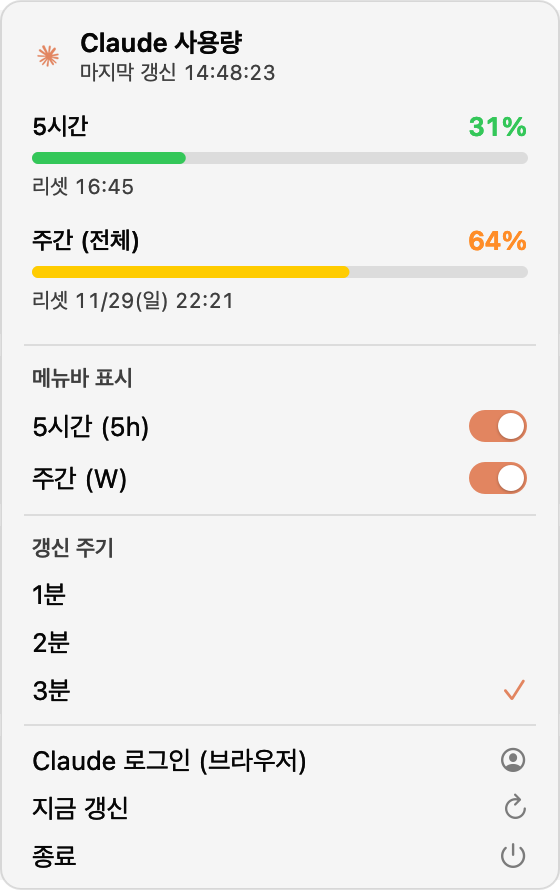 Claude 사용량
마지막 갱신 14:48:23
5시간 31%
리셋 16:45
주간 (전체) 64%
리셋 11/29(일) 22:21
메뉴바 표시
5시간 (5h)
주간 (W)
갱신 주기
1분
2분
3분
Claude 로그인 (브라우저)
지금 갱신
종료